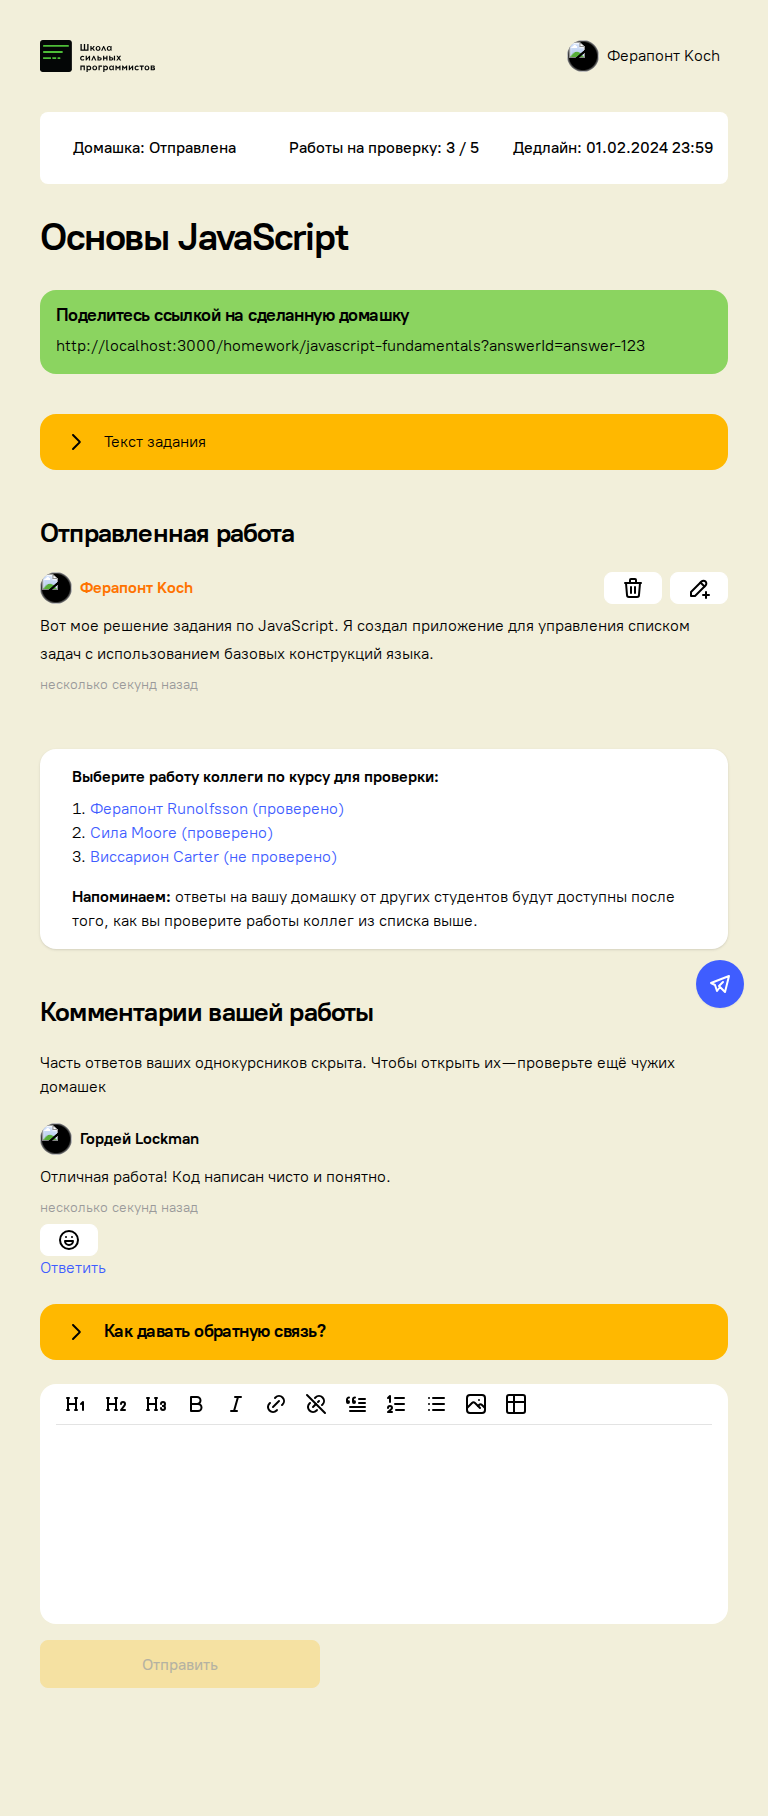 Школа
сильных
программистов
Ферапонт Koch
Домашка: Отправлена
Работы на проверку: 3 / 5
Дедлайн: 01.02.2024 23:59
Основы JavaScript
Поделитесь ссылкой на сделанную домашку
http://localhost:3000/homework/javascript-fundamentals?answerId=answer-123
Текст задания
Отправленная работа
Ферапонт Koch
Вот мое решение задания по JavaScript. Я создал приложение для управления списком
задач с использованием базовых конструкций языка.
несколько секунд назад
Выберите работу коллеги по курсу для проверки:
1. Ферапонт Runolfsson (проверено)
2. Сила Moore (проверено)
3. Виссарион Carter (не проверено)
Напоминаем: ответы на вашу домашку от других студентов будут доступны после
того, как вы проверите работы коллег из списка выше.
Комментарии вашей работы
Часть ответов ваших однокурсников скрыта. Чтобы открыть их — проверьте ещё чужих
домашек
Гордей Lockman
Отличная работа! Код написан чисто и понятно.
несколько секунд назад
Ответить
Как давать обратную связь?
H1 H2 H3 B I
Отправить